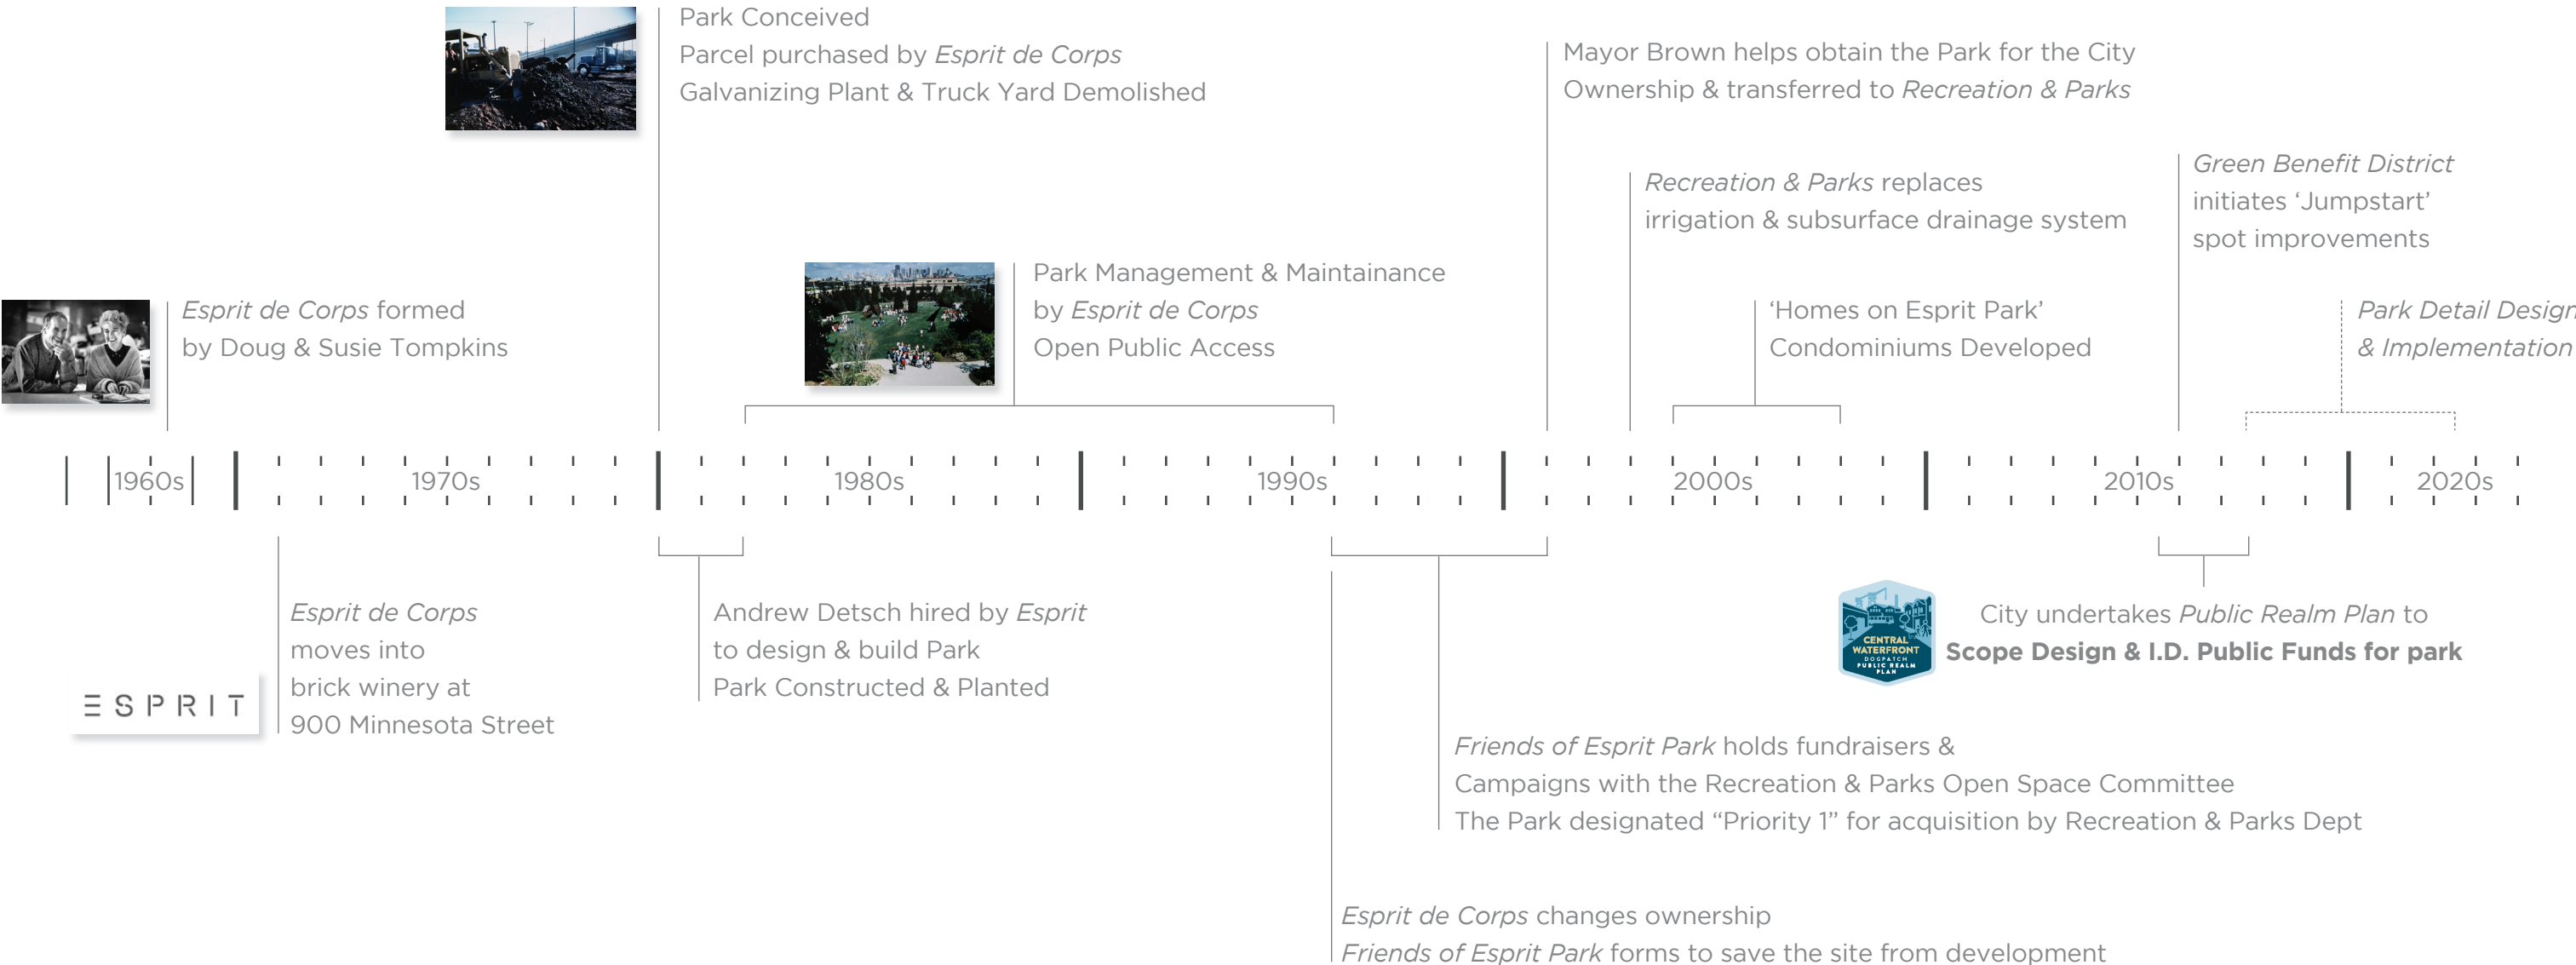 Park Conceived
Parcel purchased by Esprit de Corps
Galvanizing Plant & Truck Yard Demolished
Mayor Brown helps obtain the Park for the City
Ownership & transferred to Recreation & Parks
Recreation & Parks replaces
irrigation & subsurface drainage system
Green Benefit District
initiates ‘Jumpstart’
spot improvements
Esprit de Corps formed
by Doug & Susie Tompkins
Park Management & Maintainance
by Esprit de Corps
Open Public Access
‘Homes on Esprit Park’
Condominiums Developed
Park Detail Design
& Implementation
1960s
1970s
1980s
1990s
2000s
2010s
2020s
ESPRIT
Esprit de Corps
moves into
brick winery at
900 Minnesota Street
Andrew Detsch hired by Esprit
to design & build Park
Park Constructed & Planted
CENTRAL
WATERFRONT
DOGPATCH
PUBLIC REALM
PLAN
City undertakes Public Realm Plan to
Scope Design & I.D. Public Funds for park
Friends of Esprit Park holds fundraisers &
Campaigns with the Recreation & Parks Open Space Committee
The Park designated “Priority 1” for acquisition by Recreation & Parks Dept
Esprit de Corps changes ownership
Friends of Esprit Park forms to save the site from development